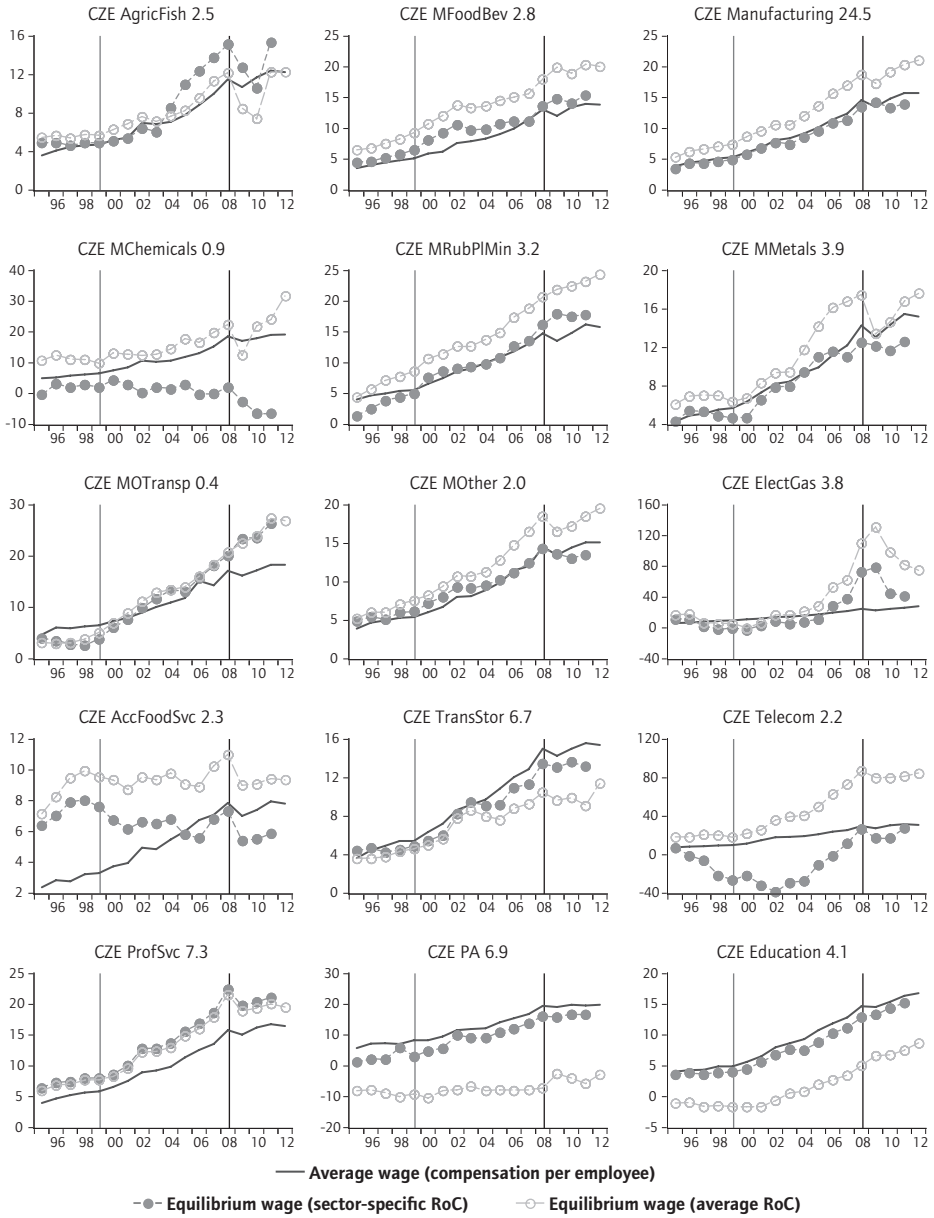 CZE AgricFish 2.5 CZE MFoodBev 2.8 CZE Manufacturing 24.5
16 25 25
12 20 20
8 15 15
4 10 10
0 5 5
0 0
96 98 00 02 04 06 08 10 12 96 98 00 02 04 06 08 10 12 96 98 00 02 04 06 08 10 12
CZE MChemicals 0.9 CZE MRubPlMin 3.2 CZE MMetals 3.9
40 25 20
30 20 16
20 15 12
10 10 8
0 5 4
-10 0
96 98 00 02 04 06 08 10 12 96 98 00 02 04 06 08 10 12 96 98 00 02 04 06 08 10 12
CZE MOTransp 0.4 CZE MOther 2.0 CZE ElectGas 3.8
30 20 160
20 15 120
10 10 80
0 5 40
0 0
-40
96 98 00 02 04 06 08 10 12 96 98 00 02 04 06 08 10 12 96 98 00 02 04 06 08 10 12
CZE AccFoodSvc 2.3 CZE TransStor 6.7 CZE Telecom 2.2
12 16 120
10 12 80
8 8 40
6 4 0
4 0 -40
2
96 98 00 02 04 06 08 10 12 96 98 00 02 04 06 08 10 12 96 98 00 02 04 06 08 10 12
CZE ProfSvc 7.3 CZE PA 6.9 CZE Education 4.1
25 30 20
20 20 15
15 10 10
10 0 5
5 -10 0
0 -20 -5
96 98 00 02 04 06 08 10 12 96 98 00 02 04 06 08 10 12 96 98 00 02 04 06 08 10 12
Average wage (compensation per employee)
Equilibrium wage (sector-specific RoC) Equilibrium wage (average RoC)